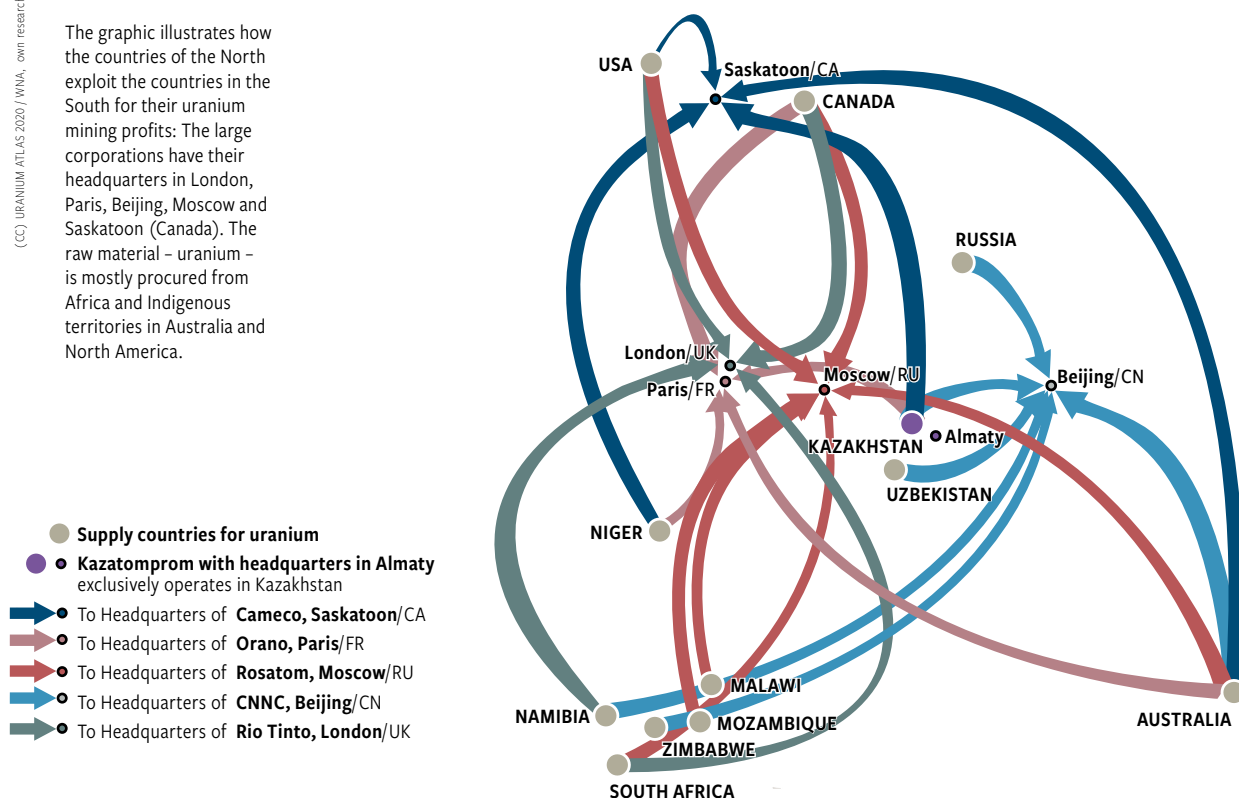 (CC) URANIUM ATLAS 2020 / WNA, own research
The graphic illustrates how
the countries of the North
exploit the countries in the
South for their uranium
mining profits: The large
corporations have their
headquarters in London,
Paris, Beijing, Moscow and
Saskatoon (Canada). The
raw material – uranium –
is mostly procured from
Africa and Indigenous
territories in Australia and
North America.
USA
Saskatoon/CA
CANADA
RUSSIA
London/UK
Paris/FR
Moscow/RU
Beijing/CN
KAZAKHSTAN
Almaty
UZBEKISTAN
NIGER
MALAWI
NAMIBIA
MOZAMBIQUE
ZIMBABWE
SOUTH AFRICA
AUSTRALIA
Supply countries for uranium
Kazatomprom with headquarters in Almaty
exclusively operates in Kazakhstan
To Headquarters of Cameco, Saskatoon/CA
To Headquarters of Orano, Paris/FR
To Headquarters of Rosatom, Moscow/RU
To Headquarters of CNNC, Beijing/CN
To Headquarters of Rio Tinto, London/UK